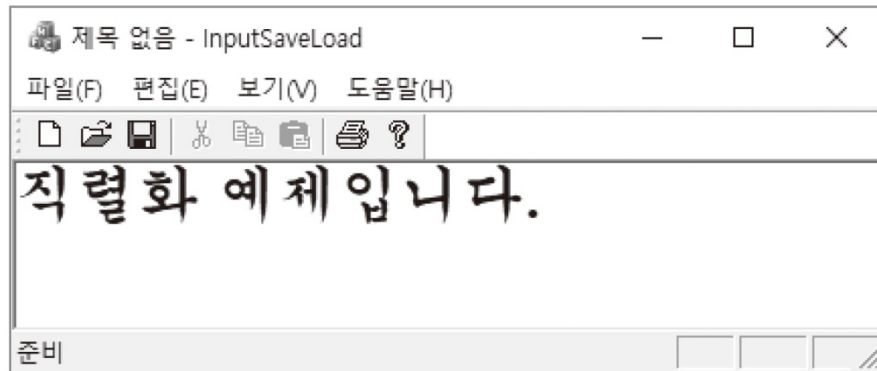 제목 없음 - InputSaveLoad
파일(F) 편집(E) 보기(V) 도움말(H)
직렬화 예제입니다.
준비